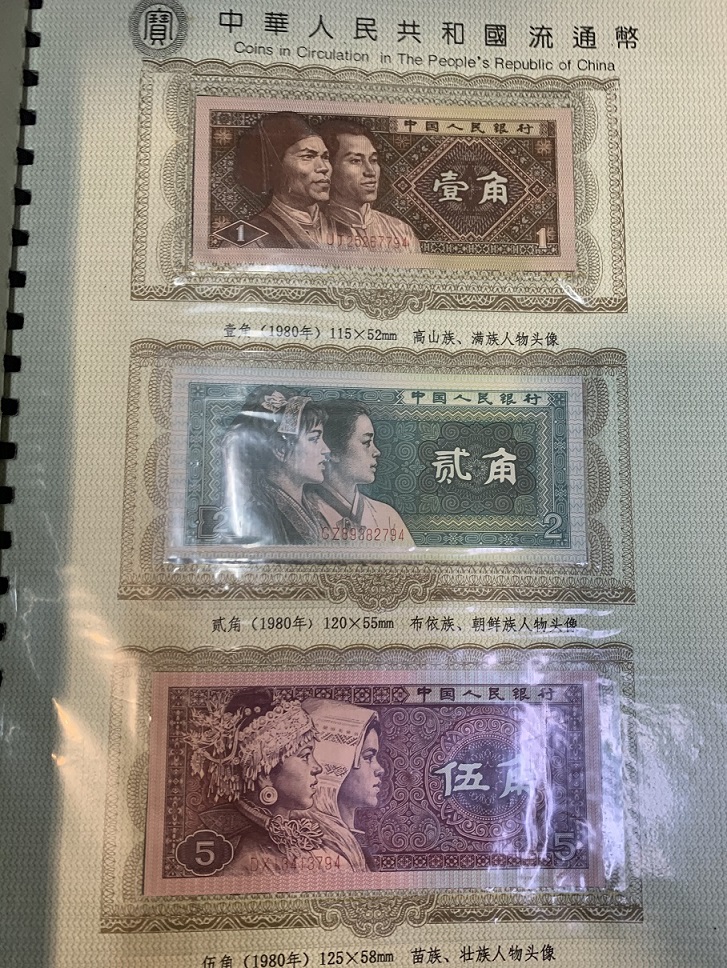 寶
中華人民共和國流通幣
Coins in Circulation in The People's Republic of China
中国人民银行
壹角
1
1
壹角（1980年）115×52mm 高山族、满族人物头像
中国人民银行
贰角
CZ89382794
2
2
贰角（1980年）120×55mm 布依族、朝鲜族人物头像
中国人民银行
伍角
5
5
伍角（1980年）125×58mm 苗族、壮族人物头像